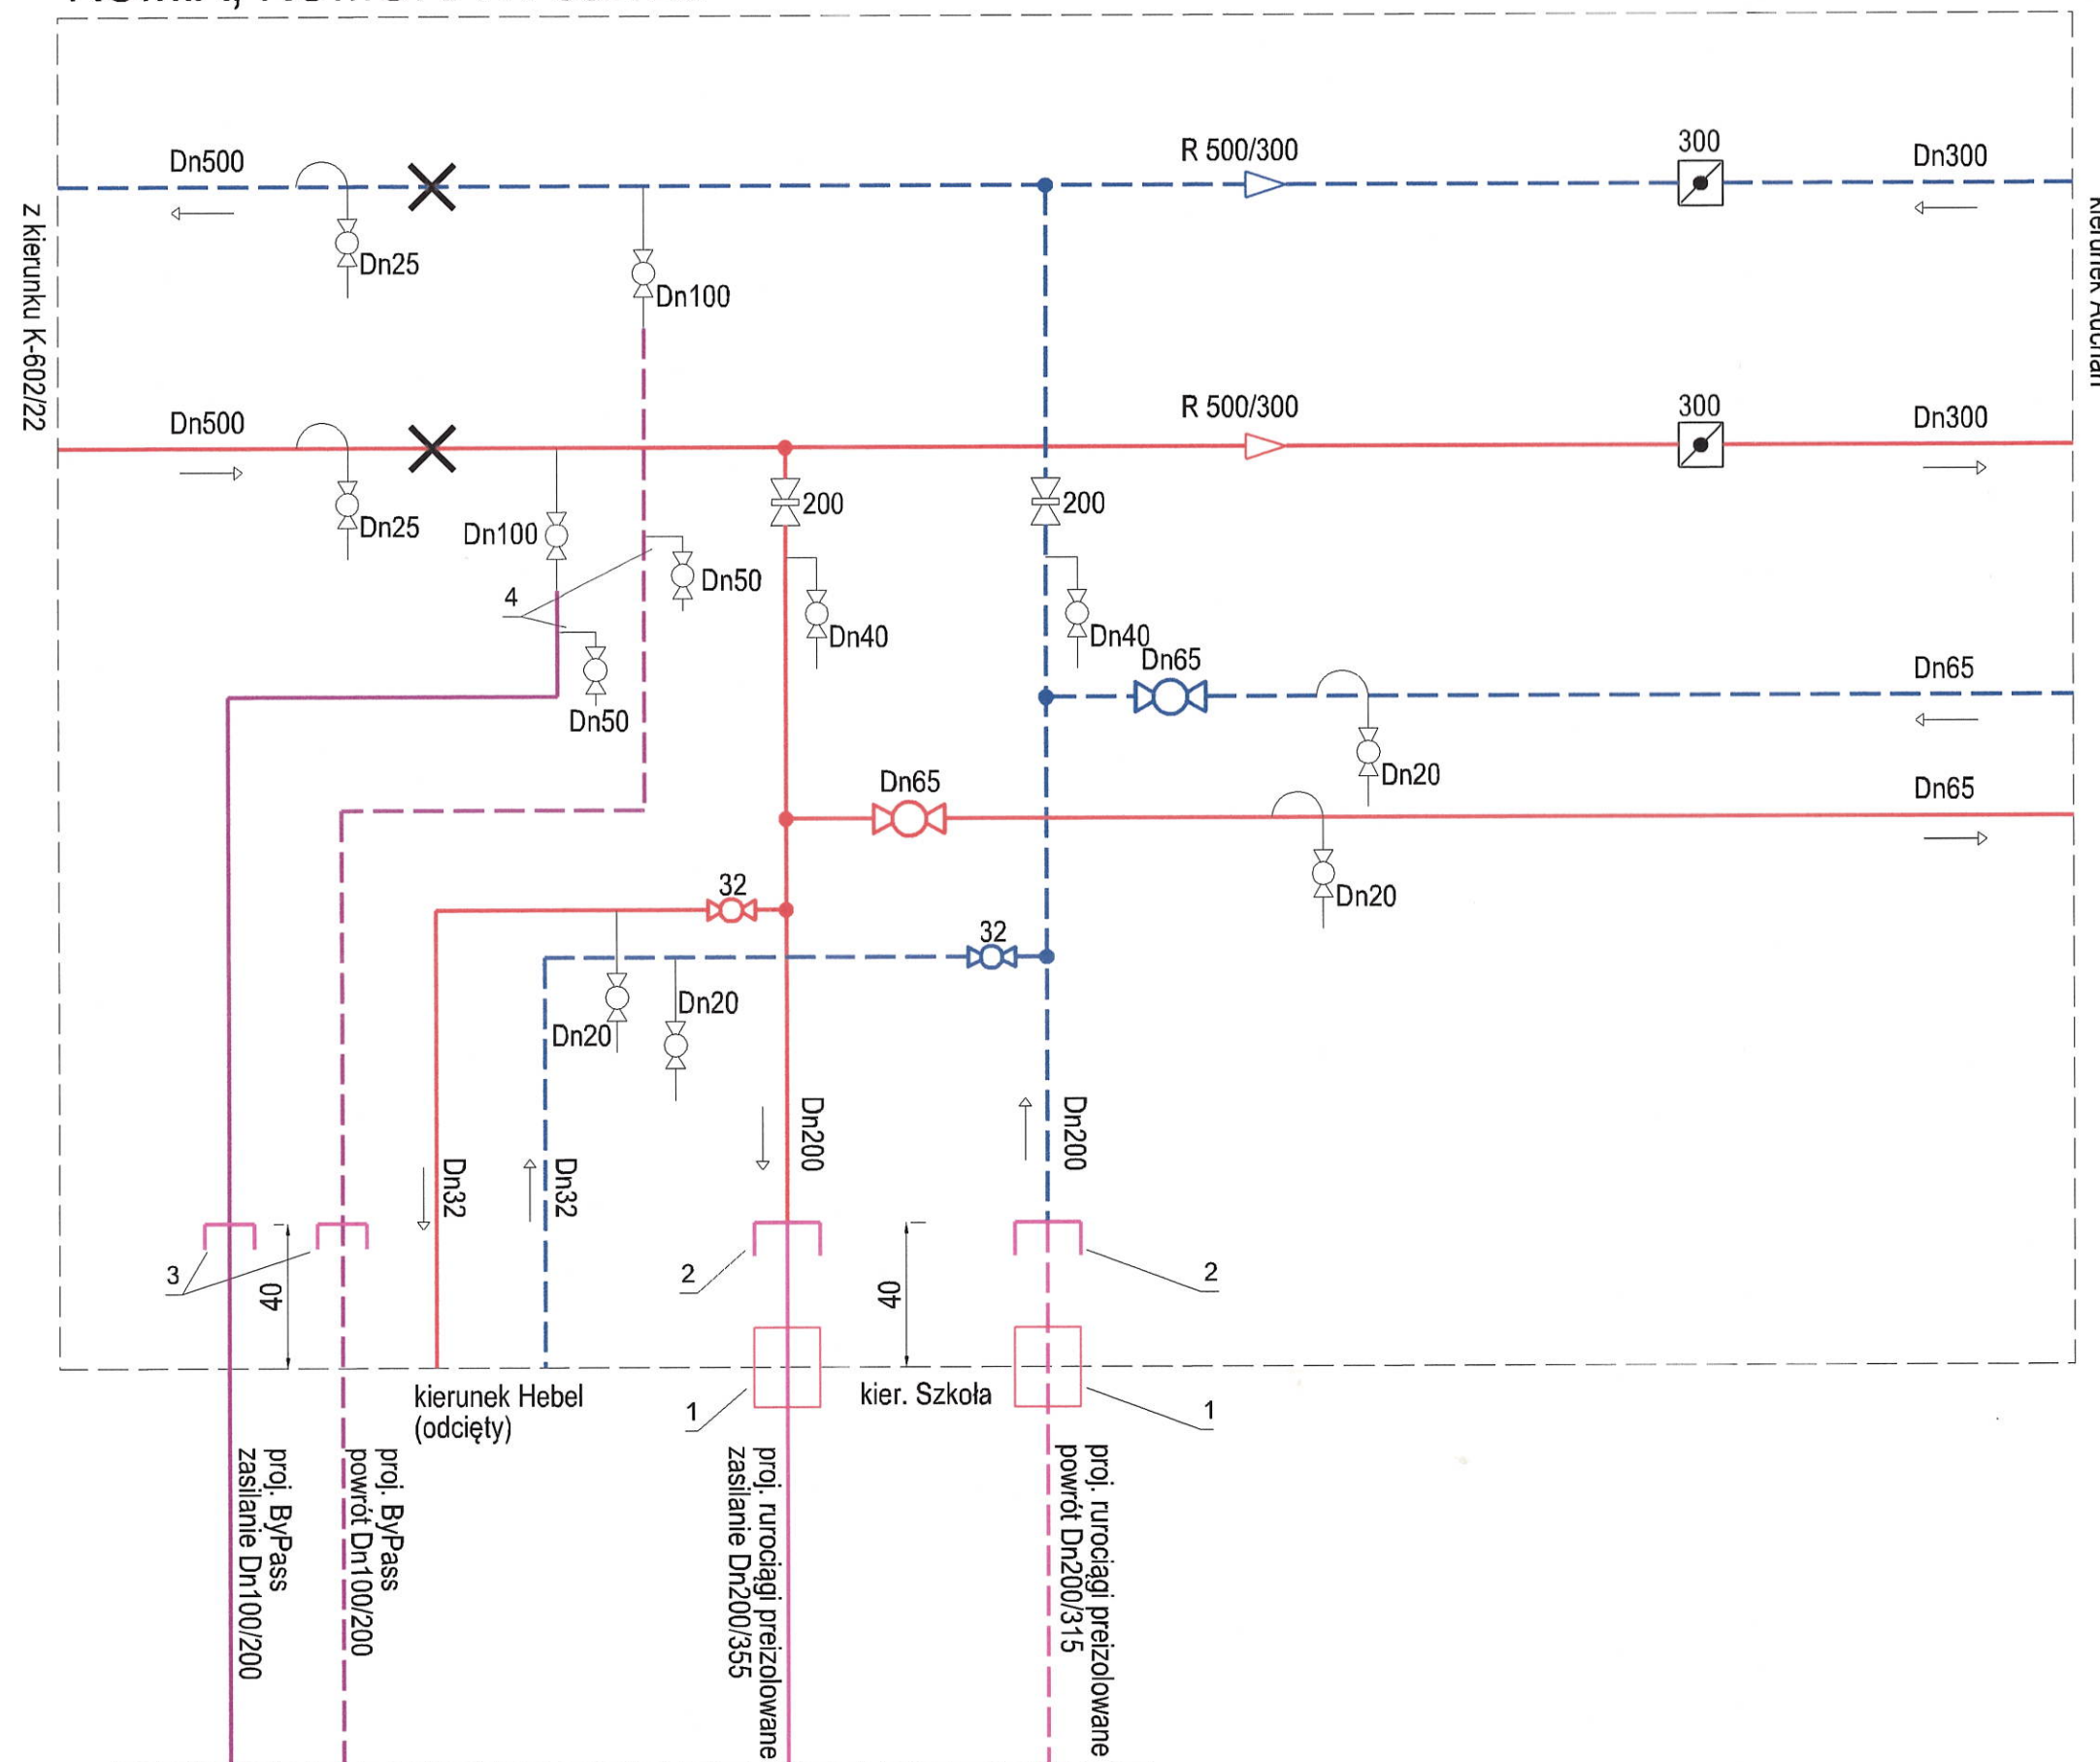 Dn500
R 500/300
300
Dn300
Dn25
Dn100
z kierunku K-602/22
kierunek Auchan
Dn500
R 500/300
300
Dn300
Dn25
Dn100
200
200
4
Dn50
Dn40
Dn40
Dn50
Dn65
Dn65
Dn20
Dn65
Dn65
Dn20
32
32
Dn20
Dn20
Dn32
Dn32
Dn200
Dn200
3
40
2
40
2
kierunek Hebel
(odcięty)
1
kier. Szkoła
1
proj. ByPass
zasilanie Dn100/200
proj. ByPass
powrót Dn100/200
proj. rurociągi preizolowane
zasilanie Dn200/355
proj. rurociągi preizolowane
powrót Dn200/315